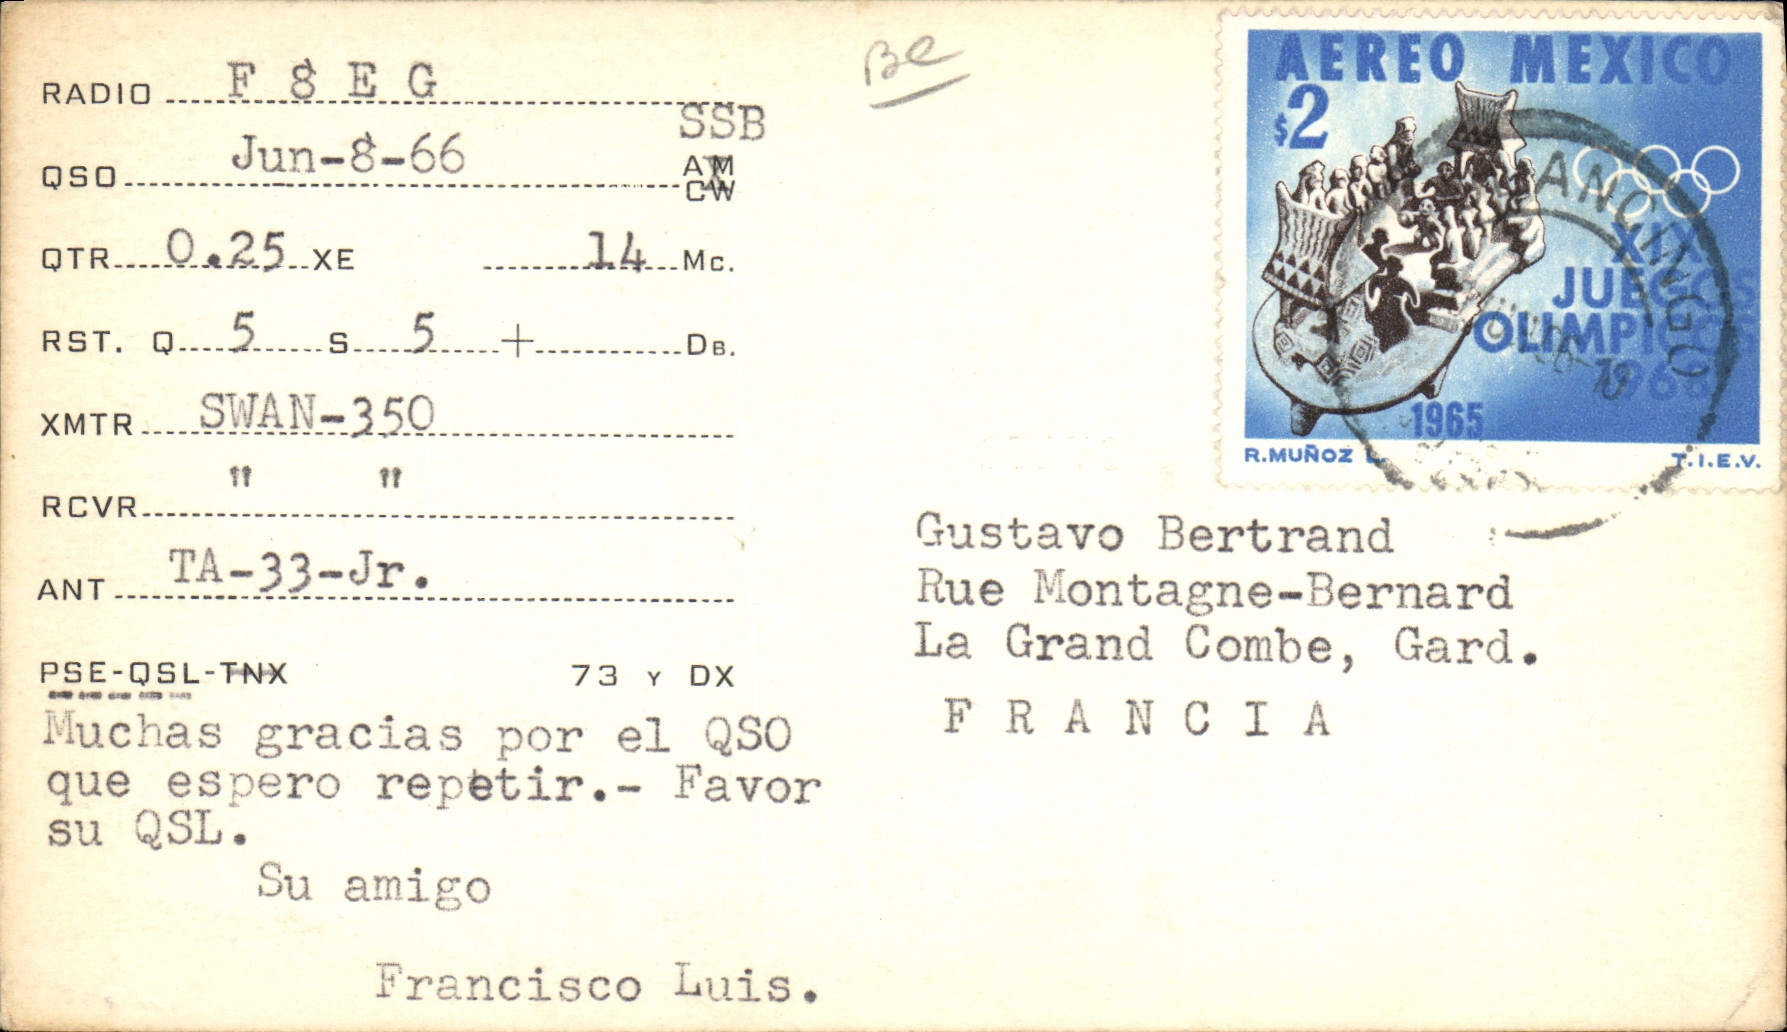 RADIO F 8 E G
SSB
QSO Jun-8-66 AM
CW
QTR 0.25 XE 14 Mc.
RST. Q 5 S 5 + Db.
XMTR SWAN-350
RCVR " "
ANT TA-33-Jr.
PSE-QSL-TNX 73 Y DX
Muchas gracias por el QSO
que espero repetir.- Favor
su QSL.
Su amigo
Francisco Luis.
Be
AEREO MEXICO
$2
XIX
JUEGOS
OLIMPICOS
1968
1965
R.MUÑOZ L. T.I.E.V.
ANCINGO
Gustavo Bertrand
Rue Montagne-Bernard
La Grand Combe, Gard.
F R A N C I A